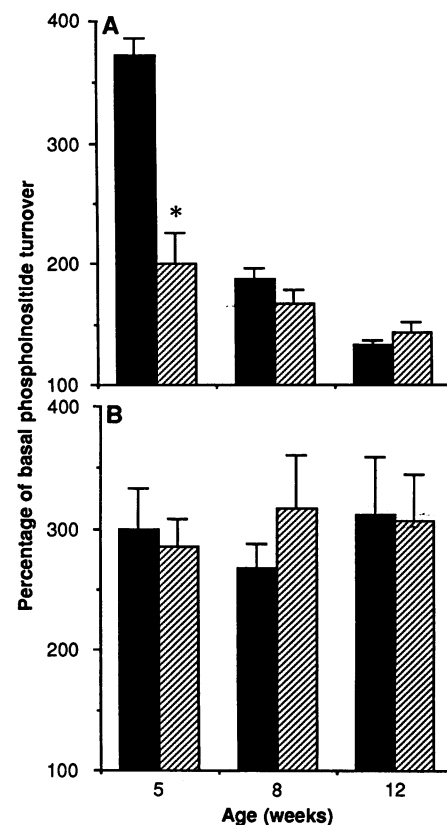 Percentage of basal phosphoinositide turnover
A
400
300
200
100
*
B
400
300
200
100
5 8 12
Age (weeks)